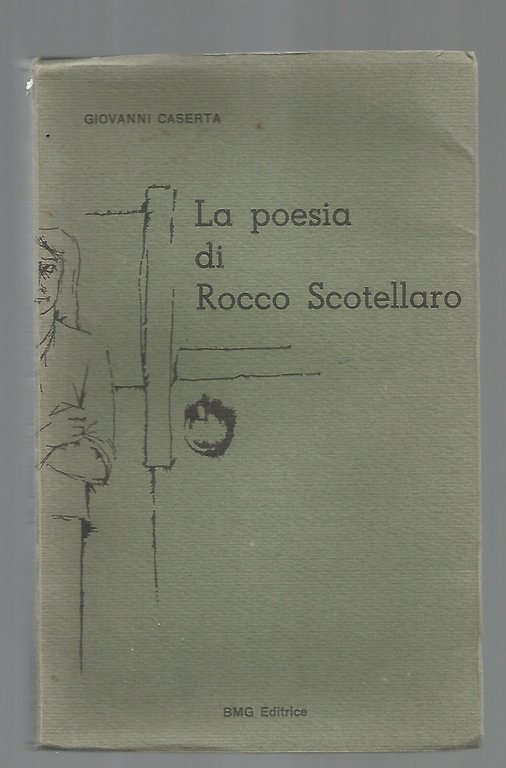 GIOVANNI CASERTA
La poesia
di
Rocco Scotellaro
BMG Editrice